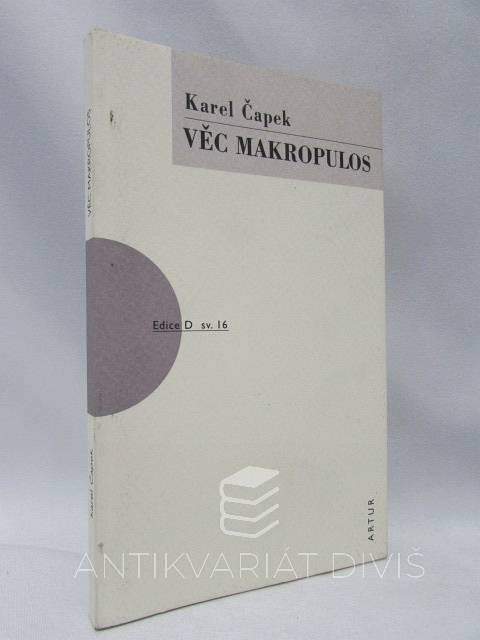 Karel Čapek
VĚC MAKROPULOS
VĚC MAKROPULOS
Edice D sv. 16
Karel Čapek
ARTUR
ANTIKVARIÁT DIVIŠ